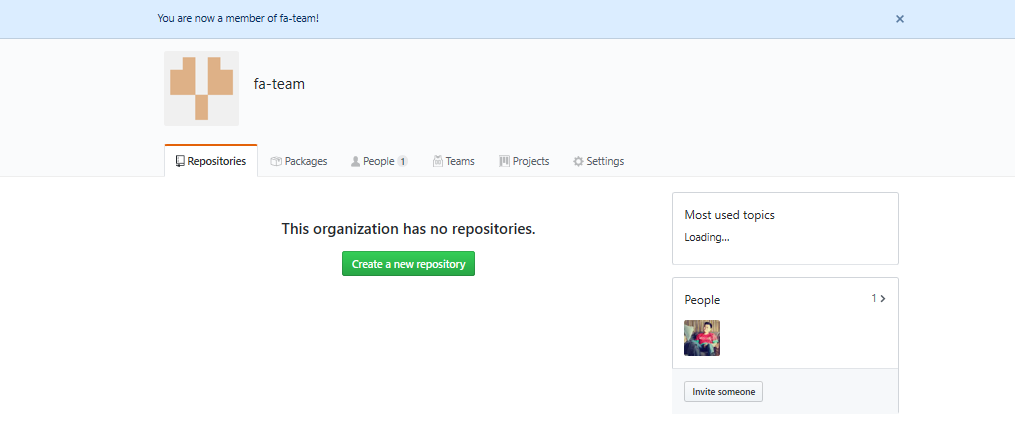 You are now a member of fa-team!
fa-team
Repositories Packages People 1 Teams Projects Settings
This organization has no repositories.
Create a new repository
Most used topics
Loading...
People 1
Invite someone